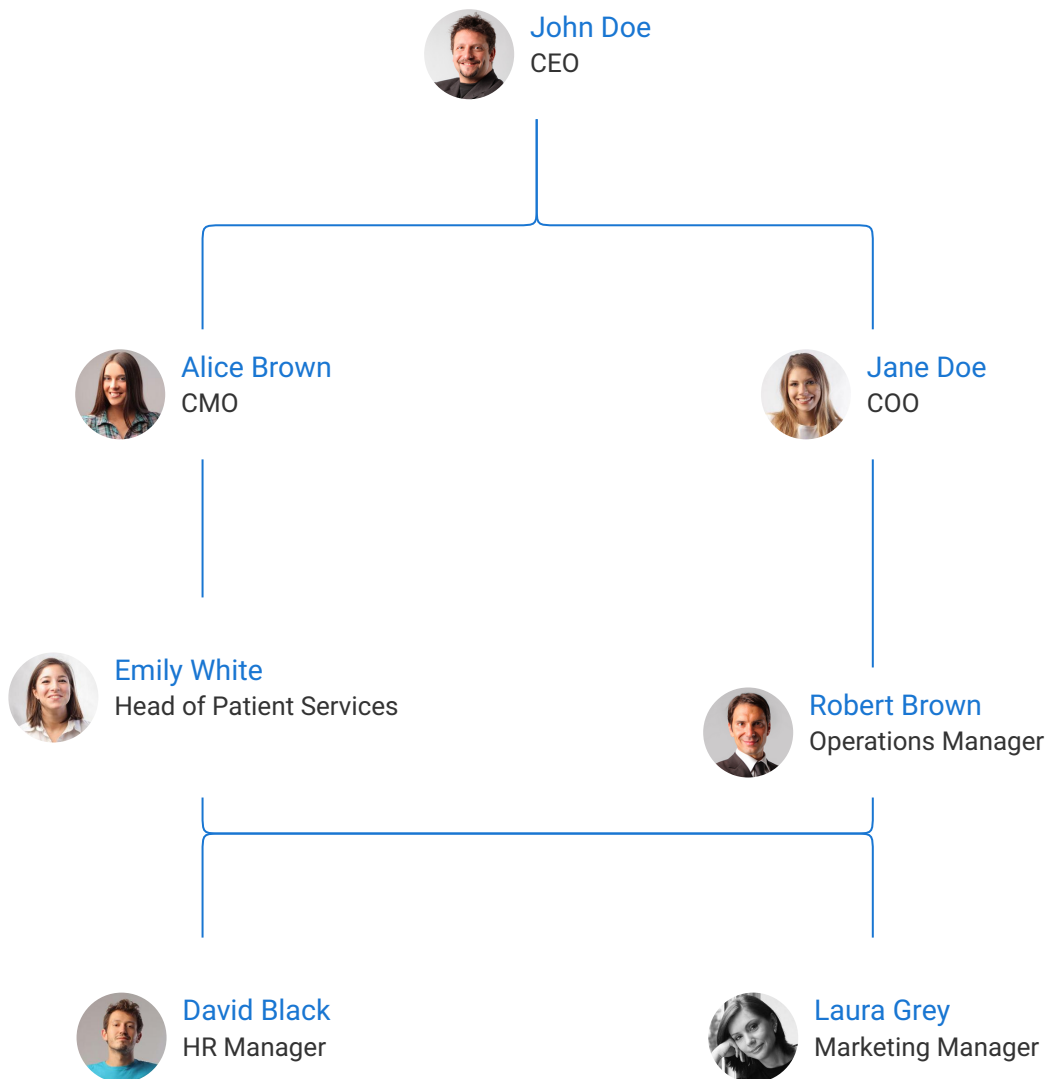 John Doe
CEO
Alice Brown
CMO
Jane Doe
COO
Emily White
Head of Patient Services
Robert Brown
Operations Manager
David Black
HR Manager
Laura Grey
Marketing Manager